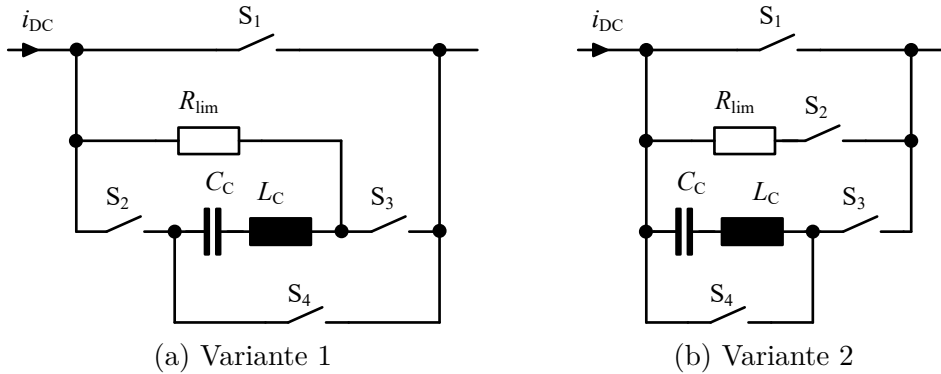 i_DC S_1 i_DC S_1
R_lim R_lim S_2
S_2 C_C L_C S_3 C_C L_C S_3
S_4 S_4
(a) Variante 1 (b) Variante 2